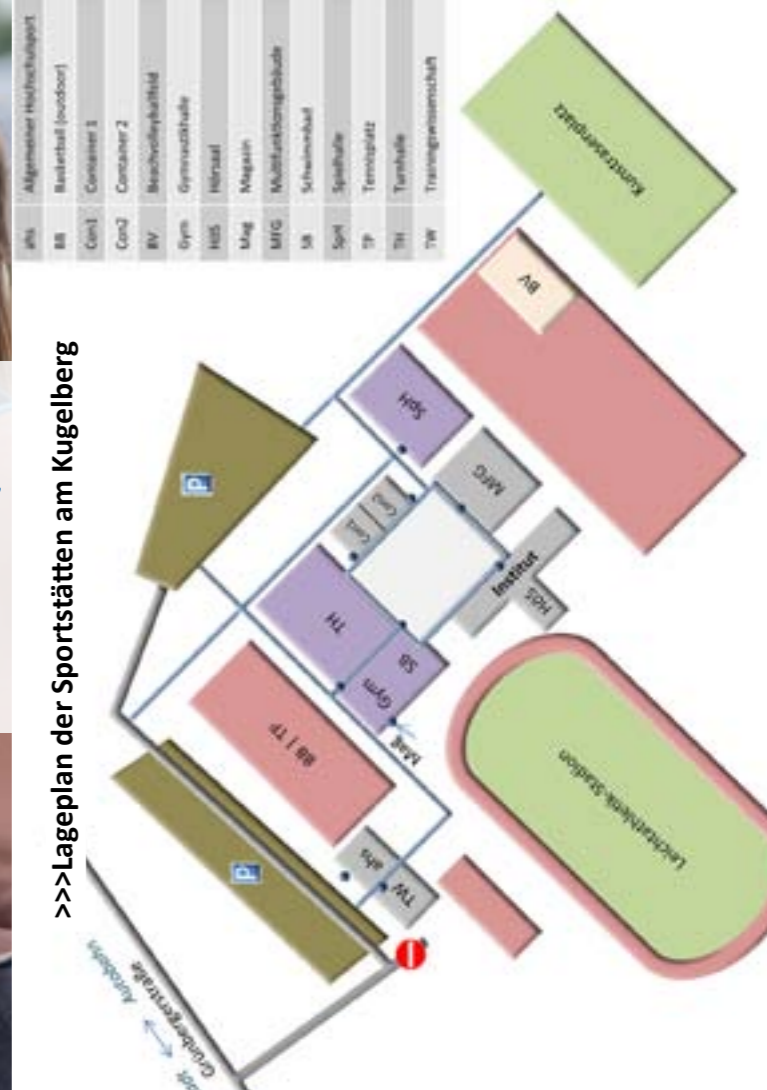 >>>Lageplan der Sportstätten am Kugelberg
ahs Allgemeiner Hochschulsport
BB Basketball (outdoor)
Con1 Container 1
Con2 Container 2
BV Beachvolleyballfeld
Gym Gymnastikhalle
HöS Hörsaal
Mag Magazin
MFG Multifunktionsgebäude
SB Schwimmbad
SpH Spielhalle
TP Tennisplatz
TH Turnhalle
TW Trainingswissenschaft
Autobahn
Grünbergerstraße
P
P
TW
ahs
BB | TP
Mag
Gym
SB
TH
Con1
Con2
SpH
MFG
Institut
HöS
BV
Kunstrasenplatz
Leichtathletik-Stadion